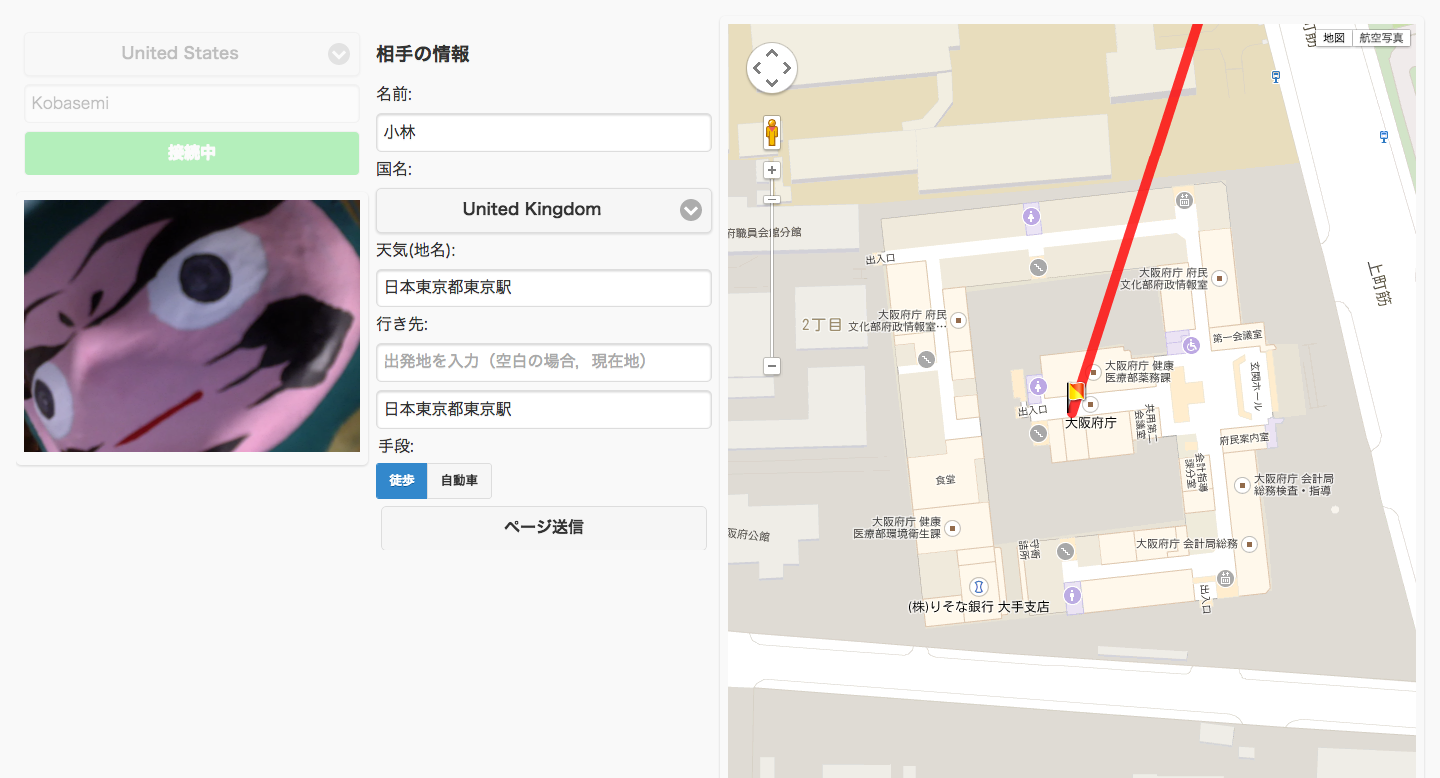 United States
Kobasemi
接続中
相手の情報
名前:
小林
国名:
United Kingdom
天気(地名):
日本東京都東京駅
行き先:
出発地を入力（空白の場合，現在地）
日本東京都東京駅
手段:
徒歩
自動車
ページ送信
地図
航空写真
町筋
上町筋
府職員会館分館
出入口
大阪府庁 府民
文化部府政情報室
2丁目
大阪府庁 府民
文化部府政情報室…
第一会議室
大阪府庁 健康
医療部薬務課
玄関ホール
出入口
大阪府庁
共用第二
会議室
府民案内室
食堂
会計指導
課分室
大阪府庁 会計局
総務検査・指導
大阪府庁 健康
医療部環境衛生課
阪府公館
守衛
詰所
大阪府庁 会計局総務
出入口
(株)りそな銀行 大手支店